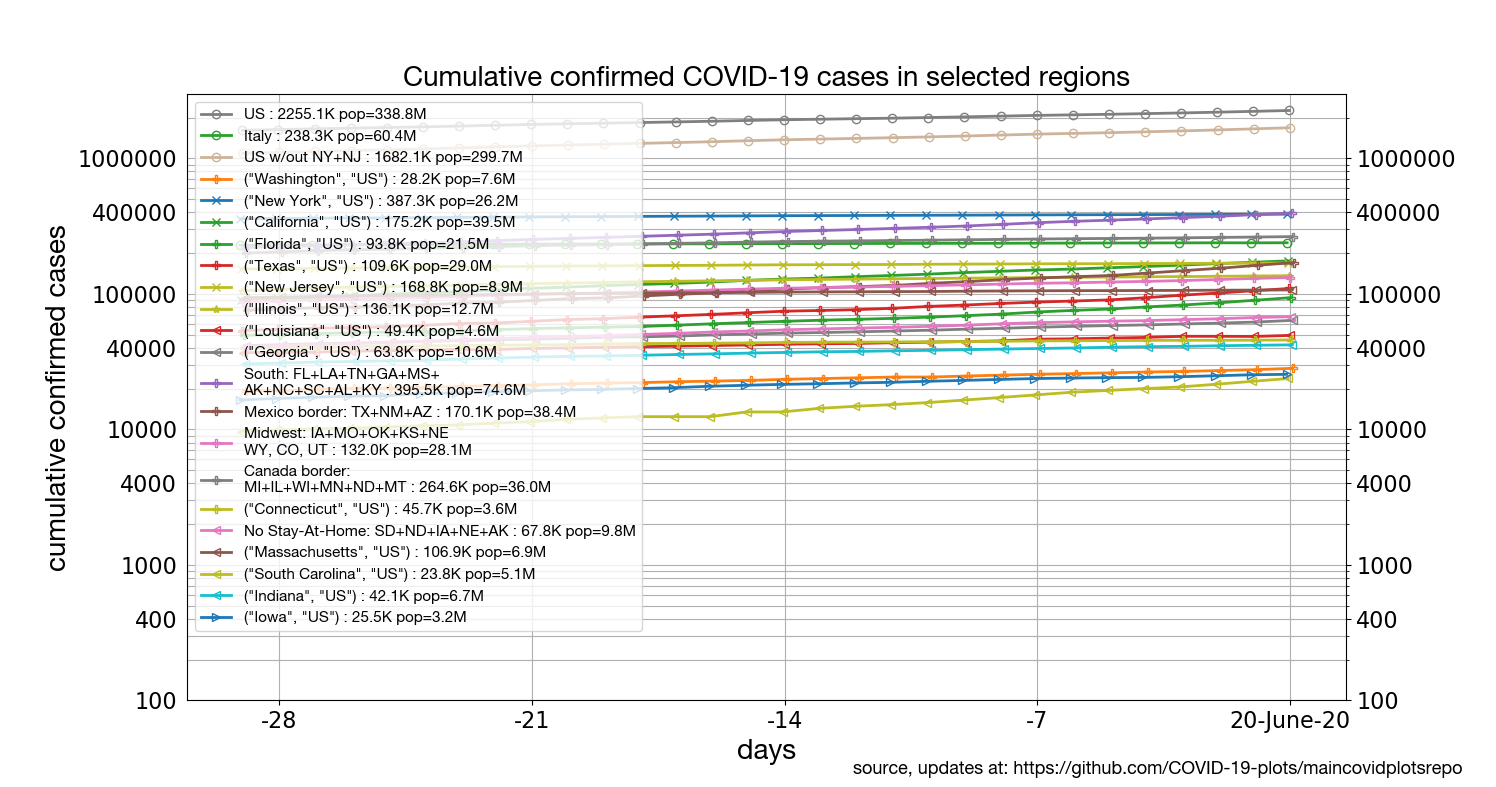 Cumulative confirmed COVID-19 cases in selected regions
US : 2255.1K pop=338.8M
Italy : 238.3K pop=60.4M
US w/out NY+NJ : 1682.1K pop=299.7M
("Washington", "US") : 28.2K pop=7.6M
("New York", "US") : 387.3K pop=26.2M
("California", "US") : 175.2K pop=39.5M
("Florida", "US") : 93.8K pop=21.5M
("Texas", "US") : 109.6K pop=29.0M
("New Jersey", "US") : 168.8K pop=8.9M
("Illinois", "US") : 136.1K pop=12.7M
("Louisiana", "US") : 49.4K pop=4.6M
("Georgia", "US") : 63.8K pop=10.6M
South: FL+LA+TN+GA+MS+
AK+NC+SC+AL+KY : 395.5K pop=74.6M
Mexico border: TX+NM+AZ : 170.1K pop=38.4M
Midwest: IA+MO+OK+KS+NE
WY, CO, UT : 132.0K pop=28.1M
Canada border:
MI+IL+WI+MN+ND+MT : 264.6K pop=36.0M
("Connecticut", "US") : 45.7K pop=3.6M
No Stay-At-Home: SD+ND+IA+NE+AK : 67.8K pop=9.8M
("Massachusetts", "US") : 106.9K pop=6.9M
("South Carolina", "US") : 23.8K pop=5.1M
("Indiana", "US") : 42.1K pop=6.7M
("Iowa", "US") : 25.5K pop=3.2M
cumulative confirmed cases
1000000
400000
100000
40000
10000
4000
1000
400
100
1000000
400000
100000
40000
10000
4000
1000
400
100
-28
-21
-14
-7
20-June-20
days
source, updates at: https://github.com/COVID-19-plots/maincovidplotsrepo